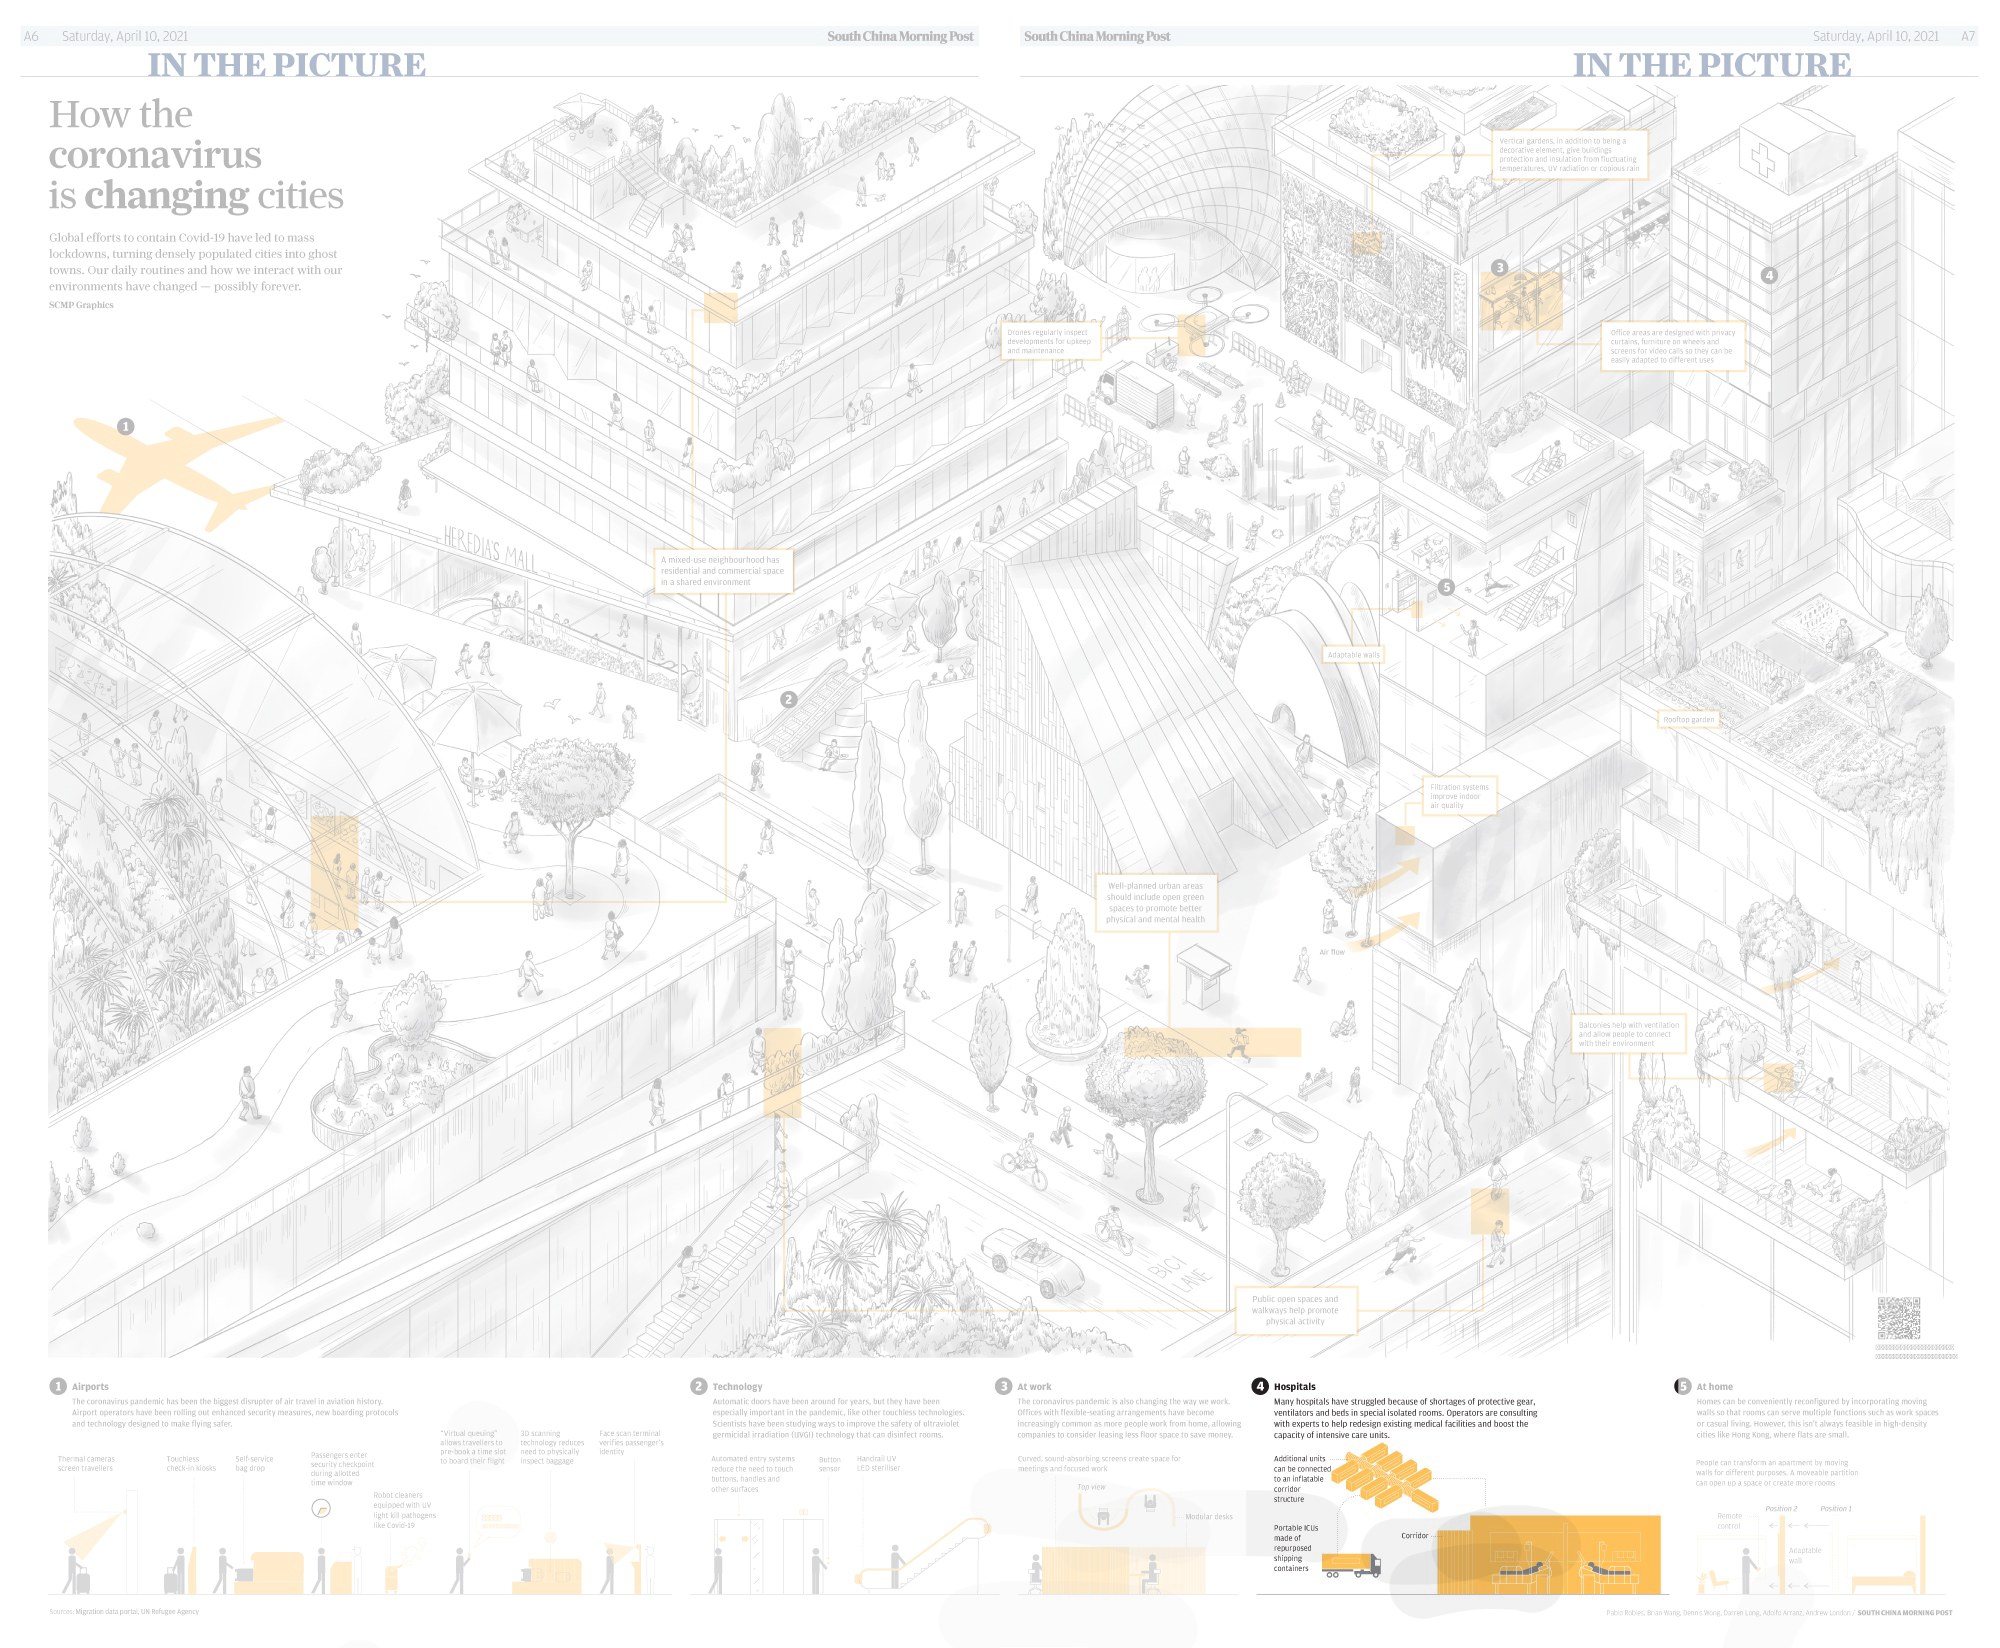 A6 Saturday, April 10, 2021 South China Morning Post
South China Morning Post Saturday, April 10, 2021 A7
IN THE PICTURE
IN THE PICTURE
How the
coronavirus
is changing cities
Global efforts to contain Covid-19 have led to mass
lockdowns, turning densely populated cities into ghost
towns. Our daily routines and how we interact with our
environments have changed — possibly forever.
SCMP Graphics
Vertical gardens, in addition to being a
decorative element, give buildings
protection and insulation from fluctuating
temperatures, UV radiation or copious rain
3
4
Drones regularly inspect
developments for upkeep
and maintenance
Office areas are designed with privacy
curtains, furniture on wheels and
screens for video calls so they can be
easily adapted to different uses
1
HEREDIA'S MALL
A mixed-use neighbourhood has
residential and commercial space
in a shared environment
5
Adaptable walls
2
Rooftop garden
Filtration systems
improve indoor
air quality
Well-planned urban areas
should include open green
spaces to promote better
physical and mental health
Air flow
Balconies help with ventilation
and allow people to connect
with their environment
Public open spaces and
walkways help promote
physical activity
1 Airports
The coronavirus pandemic has been the biggest disrupter of air travel in aviation history.
Airport operators have been rolling out enhanced security measures, new boarding protocols
and technology designed to make flying safer.
Thermal cameras
screen travellers
Touchless
check-in kiosks
Self-service
bag drop
Passengers enter
security checkpoint
during allotted
time window
Robot cleaners
equipped with UV
light kill pathogens
like Covid-19
"Virtual queuing"
allows travellers to
pre-book a time slot
to board their flight
3D scanning
technology reduces
need to physically
inspect baggage
Face scan terminal
verifies passenger's
identity
2 Technology
Automatic doors have been around for years, but they have been
especially important in the pandemic, like other touchless technologies.
Scientists have been studying ways to improve the safety of ultraviolet
germicidal irradiation (UVGI) technology that can disinfect rooms.
Automated entry systems
reduce the need to touch
buttons, handles and
other surfaces
Button
sensor
Handrail UV
LED steriliser
3 At work
The coronavirus pandemic is also changing the way we work.
Offices with flexible-seating arrangements have become
increasingly common as more people work from home, allowing
companies to consider leasing less floor space to save money.
Curved, sound-absorbing screens create space for
meetings and focused work
Top view
Modular desks
4 Hospitals
Many hospitals have struggled because of shortages of protective gear,
ventilators and beds in special isolated rooms. Operators are consulting
with experts to help redesign existing medical facilities and boost the
capacity of intensive care units.
Additional units
can be connected
to an inflatable
corridor
structure
Portable ICUs
made of
repurposed
shipping
containers
Corridor
5 At home
Homes can be conveniently reconfigured by incorporating moving
walls so that rooms can serve multiple functions such as work spaces
or casual living. However, this isn't always feasible in high-density
cities like Hong Kong, where flats are small.
People can transform an apartment by moving
walls for different purposes. A moveable partition
can open up a space or create more rooms
Position 2 Position 1
Remote
control
Adaptable
wall
Sources: Migration data portal, UN Refugee Agency
Pablo Robles, Brian Wang, Dennis Wong, Darren Long, Adolfo Arranz, Andrew London / SOUTH CHINA MORNING POST